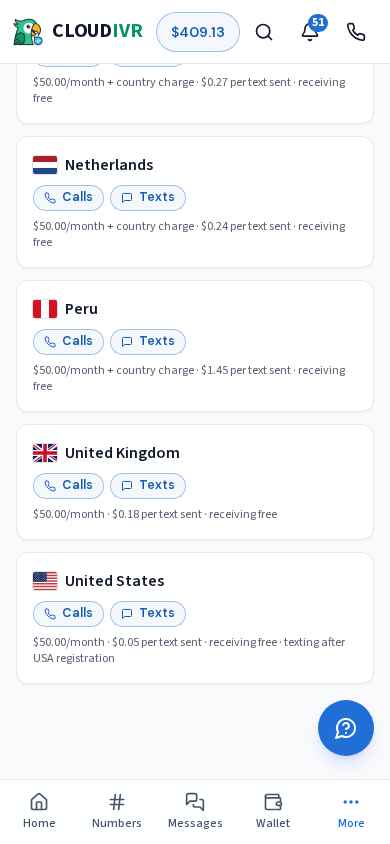 CLOUDIVR
$409.13
51
$50.00/month + country charge · $0.27 per text sent · receiving
free
Netherlands
Calls
Texts
$50.00/month + country charge · $0.24 per text sent · receiving
free
Peru
Calls
Texts
$50.00/month + country charge · $1.45 per text sent · receiving
free
United Kingdom
Calls
Texts
$50.00/month · $0.18 per text sent · receiving free
United States
Calls
Texts
$50.00/month · $0.05 per text sent · receiving free · texting after
USA registration
Home
Numbers
Messages
Wallet
More